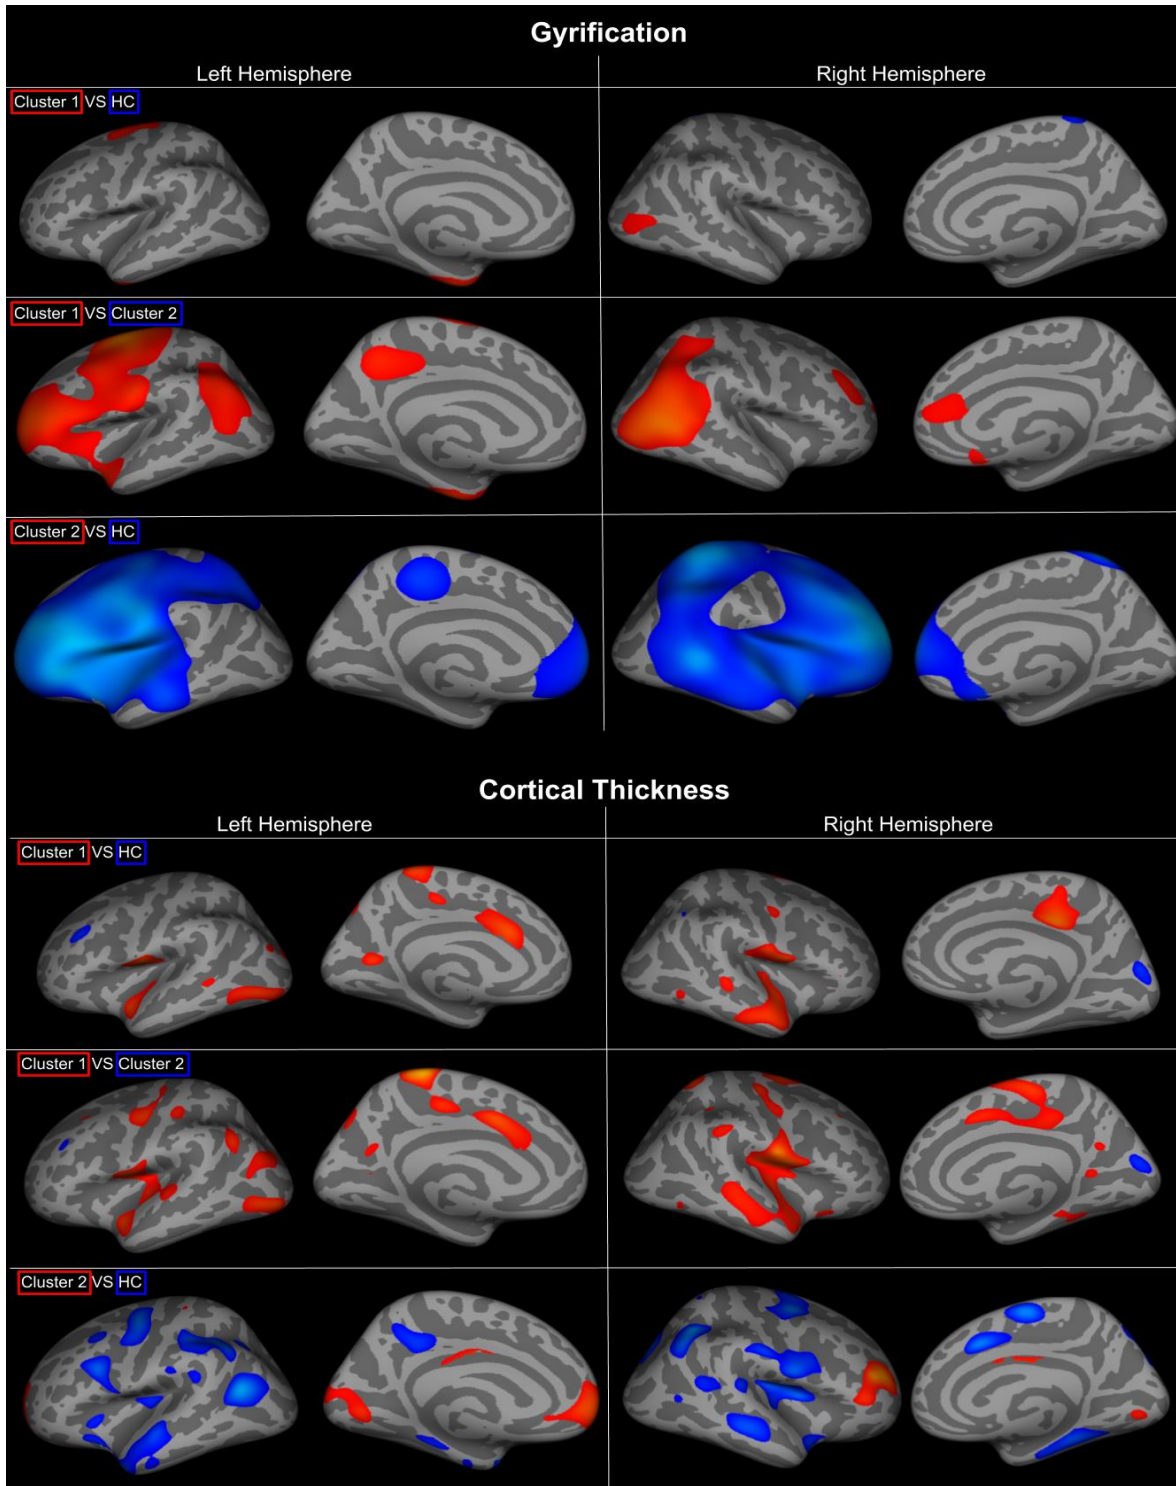 Gyrification
Left Hemisphere
Right Hemisphere
Cluster 1 VS HC
Cluster 1 VS Cluster 2
Cluster 2 VS HC
Cortical Thickness
Left Hemisphere
Right Hemisphere
Cluster 1 VS HC
Cluster 1 VS Cluster 2
Cluster 2 VS HC